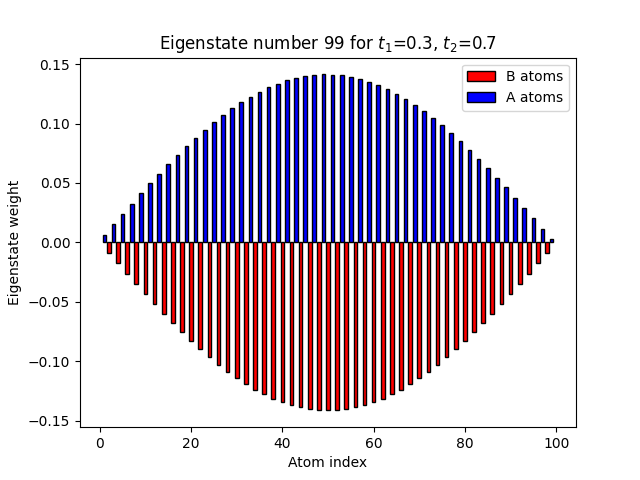 Eigenstate number 99 for t₁=0.3, t₂=0.7
B atoms
A atoms
Eigenstate weight
0.15
0.10
0.05
0.00
−0.05
−0.10
−0.15
0 20 40 60 80 100
Atom index